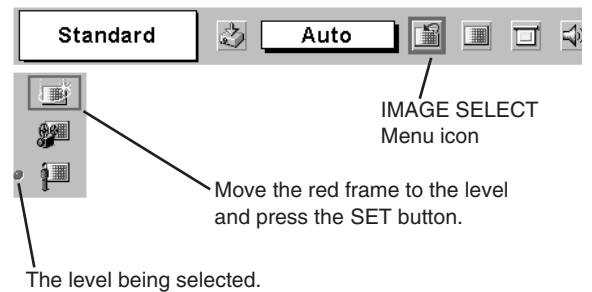 Standard
Auto
IMAGE SELECT
Menu icon
Move the red frame to the level
and press the SET button.
The level being selected.